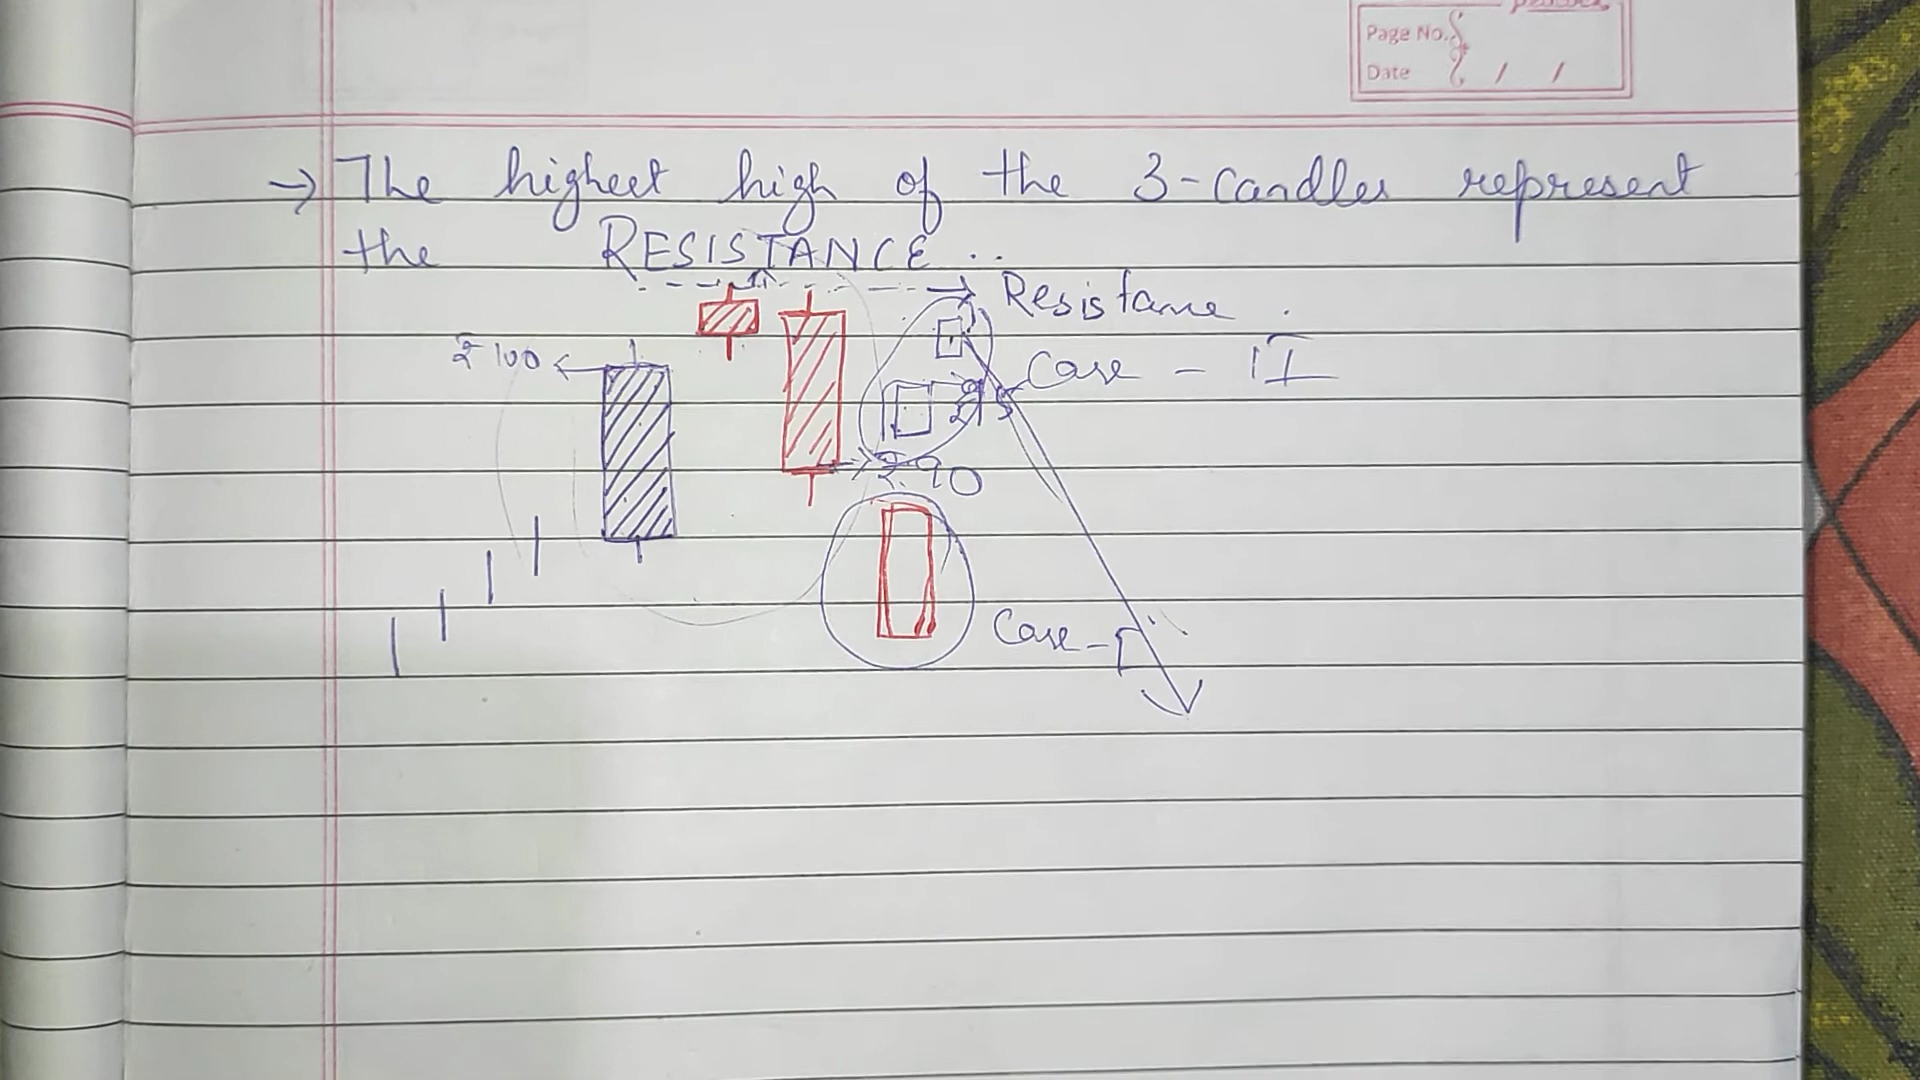 Page No.
Date / /
→ The highest high of the 3-candles represent
the RESISTANCE..
Resistance.
₹100
Case - II
₹95
₹90
Case - I